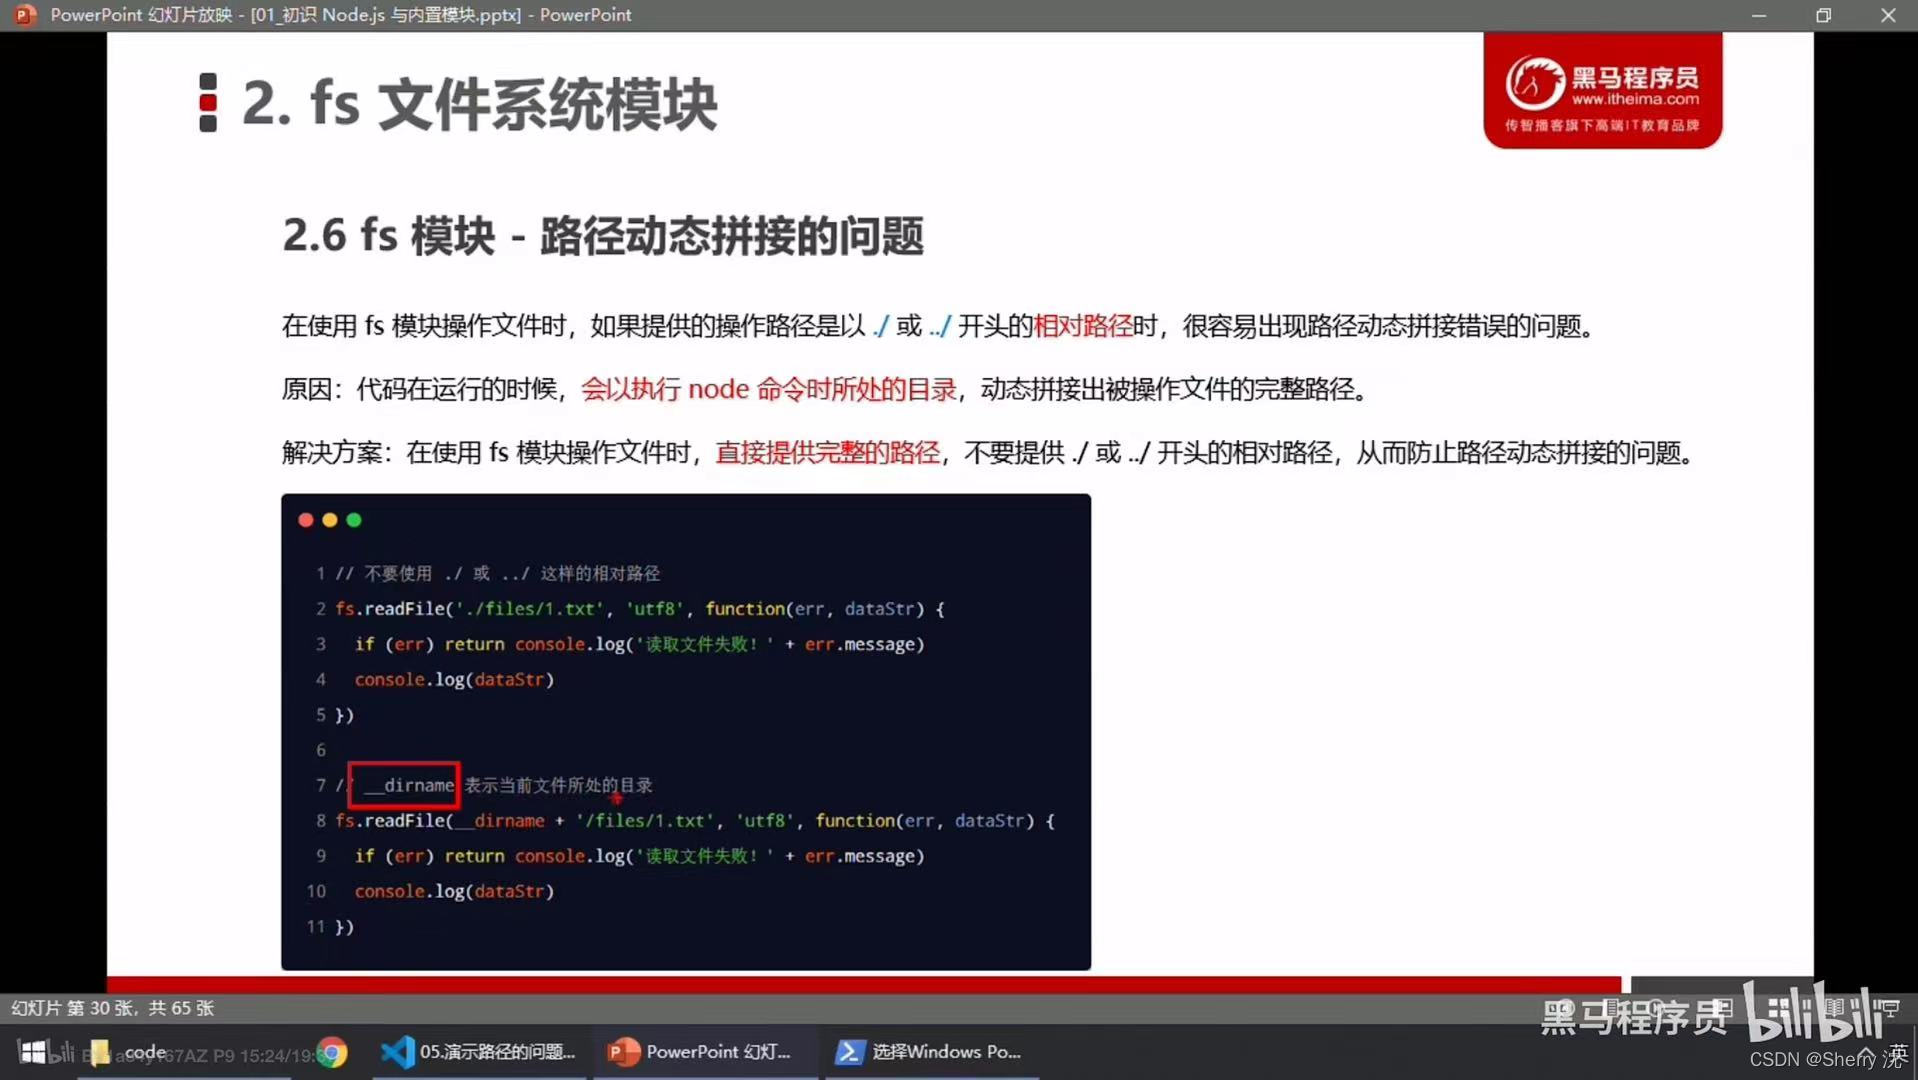 PowerPoint 幻灯片放映 - [01_初识 Node.js 与内置模块.pptx] - PowerPoint
2. fs 文件系统模块
黑马程序员
www.itheima.com
传智播客旗下高端IT教育品牌
2.6 fs 模块 - 路径动态拼接的问题
在使用 fs 模块操作文件时，如果提供的操作路径是以 ./ 或 ../ 开头的相对路径时，很容易出现路径动态拼接错误的问题。
原因：代码在运行的时候，会以执行 node 命令时所处的目录，动态拼接出被操作文件的完整路径。
解决方案：在使用 fs 模块操作文件时，直接提供完整的路径，不要提供 ./ 或 ../ 开头的相对路径，从而防止路径动态拼接的问题。
1 // 不要使用 ./ 或 ../ 这样的相对路径
2 fs.readFile('./files/1.txt', 'utf8', function(err, dataStr) {
3 if (err) return console.log('读取文件失败！' + err.message)
4 console.log(dataStr)
5 })
6
7 // __dirname 表示当前文件所处的目录
8 fs.readFile(__dirname + '/files/1.txt', 'utf8', function(err, dataStr) {
9 if (err) return console.log('读取文件失败！' + err.message)
10 console.log(dataStr)
11 })
幻灯片 第 30 张，共 65 张
黑马程序员 bilibili
code
05.演示路径的问题...
PowerPoint 幻灯...
选择Windows Po...
英
P9 15:24/19:
CSDN @Sherry 沈